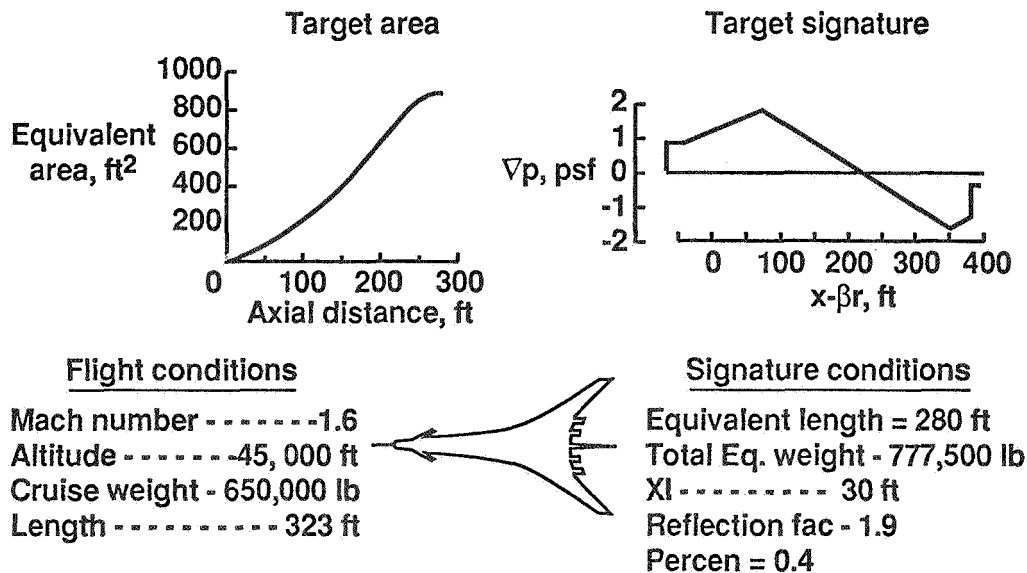 Target area
1000
800
600
400
200
Equivalent
area, ft2
0 100 200 300
Axial distance, ft
Target signature
2
1
0
-1
-2
∇p, psf
0 100 200 300 400
x-βr, ft
Flight conditions
Mach number - - - - - - -1.6
Altitude - - - - - - -45, 000 ft
Cruise weight - 650,000 lb
Length - - - - - - - - - - 323 ft
Signature conditions
Equivalent length = 280 ft
Total Eq. weight - 777,500 lb
XI - - - - - - - - - 30 ft
Reflection fac - 1.9
Percen = 0.4